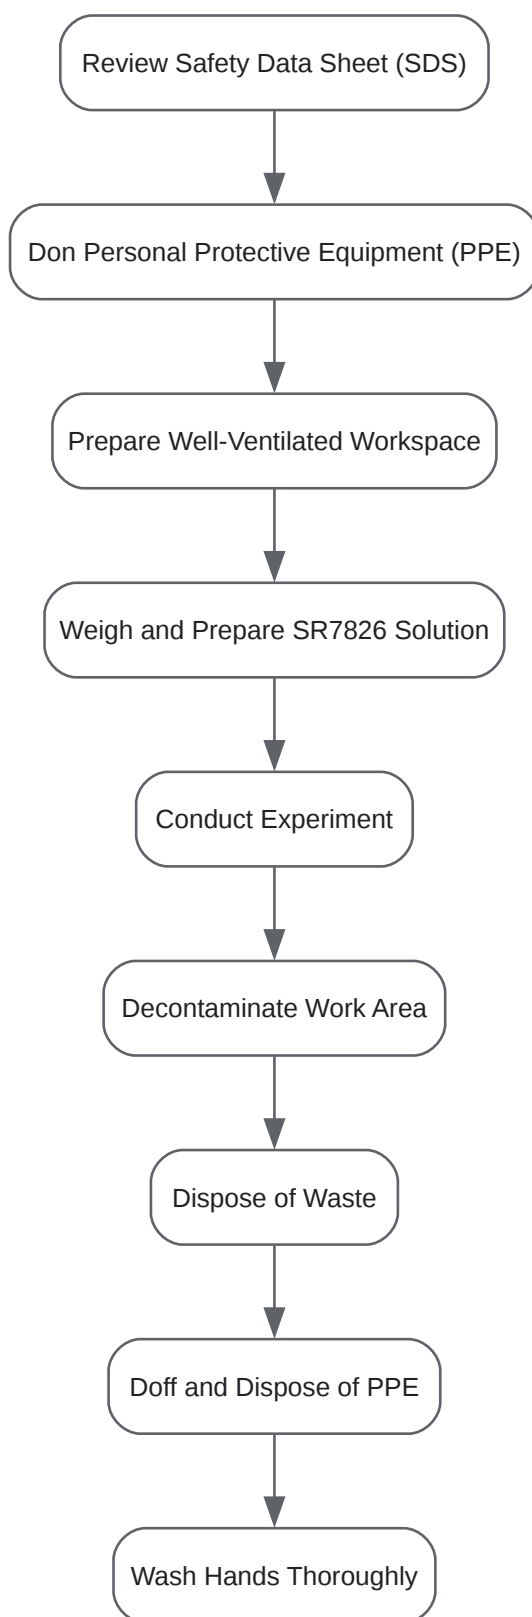 Review Safety Data Sheet (SDS)
Don Personal Protective Equipment (PPE)
Prepare Well-Ventilated Workspace
Weigh and Prepare SR7826 Solution
Conduct Experiment
Decontaminate Work Area
Dispose of Waste
Doff and Dispose of PPE
Wash Hands Thoroughly